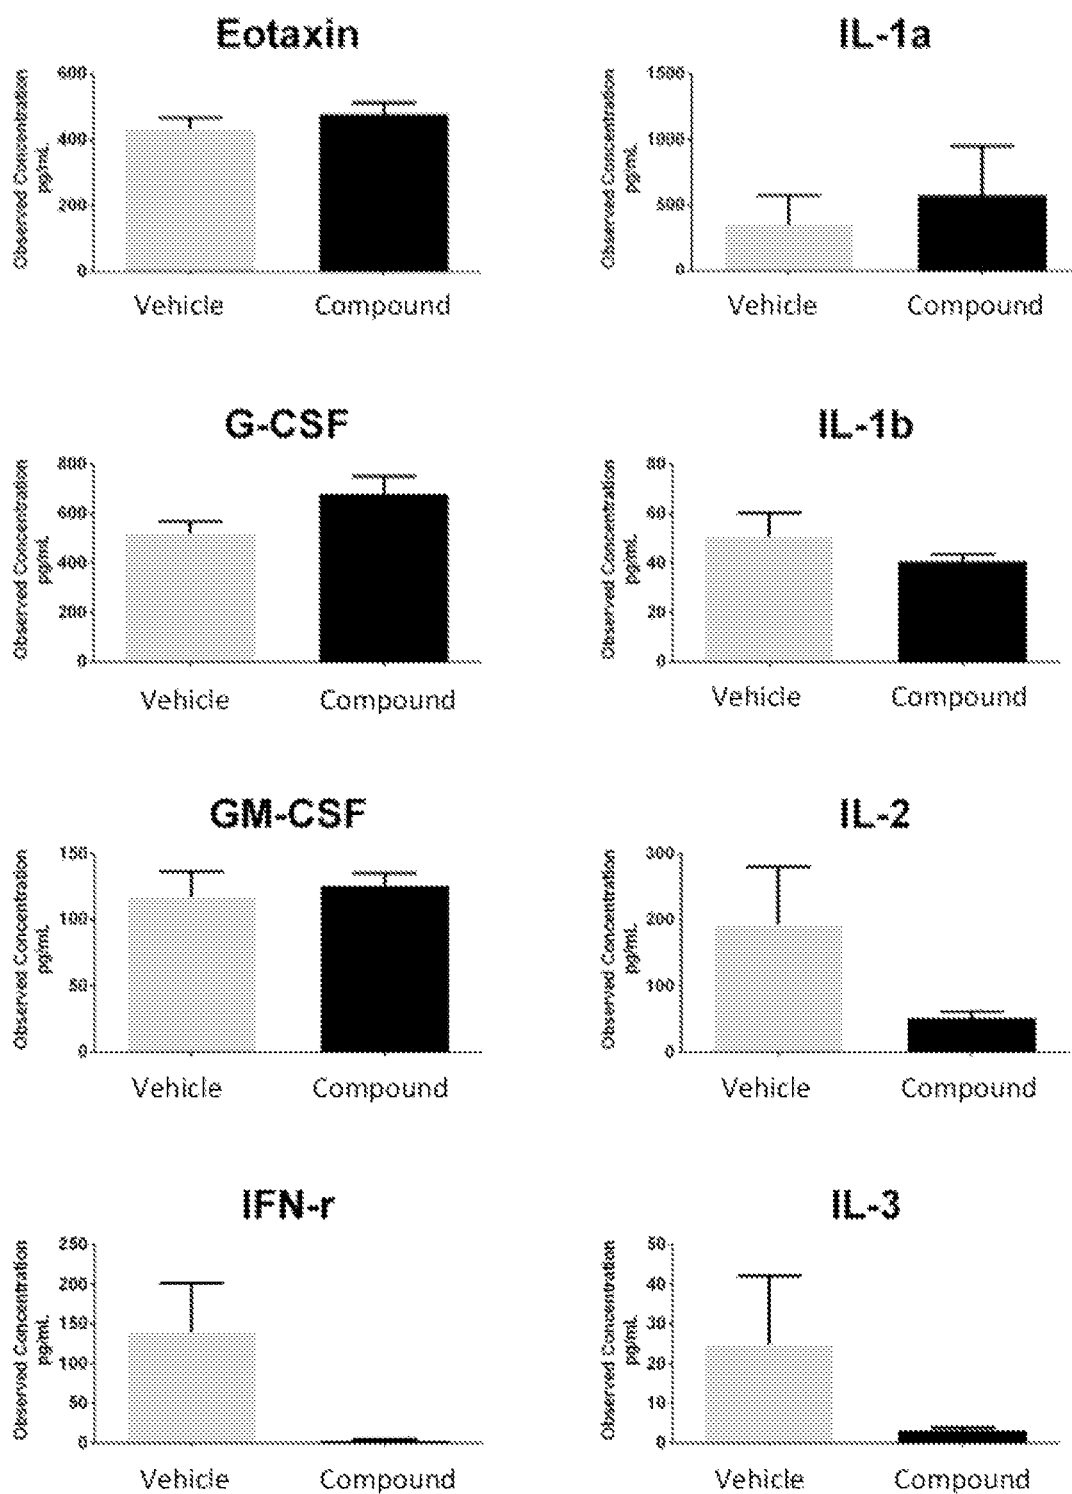 Eotaxin
Observed Concentration
pg/mL
600
400
200
0
Vehicle Compound
IL-1a
Observed Concentration
pg/mL
1500
1000
500
0
Vehicle Compound
G-CSF
Observed Concentration
pg/mL
800
600
400
200
0
Vehicle Compound
IL-1b
Observed Concentration
pg/mL
80
60
40
20
0
Vehicle Compound
GM-CSF
Observed Concentration
pg/mL
150
100
50
0
Vehicle Compound
IL-2
Observed Concentration
pg/mL
300
200
100
0
Vehicle Compound
IFN-r
Observed Concentration
pg/mL
250
200
150
100
50
0
Vehicle Compound
IL-3
Observed Concentration
pg/mL
50
40
30
20
10
0
Vehicle Compound